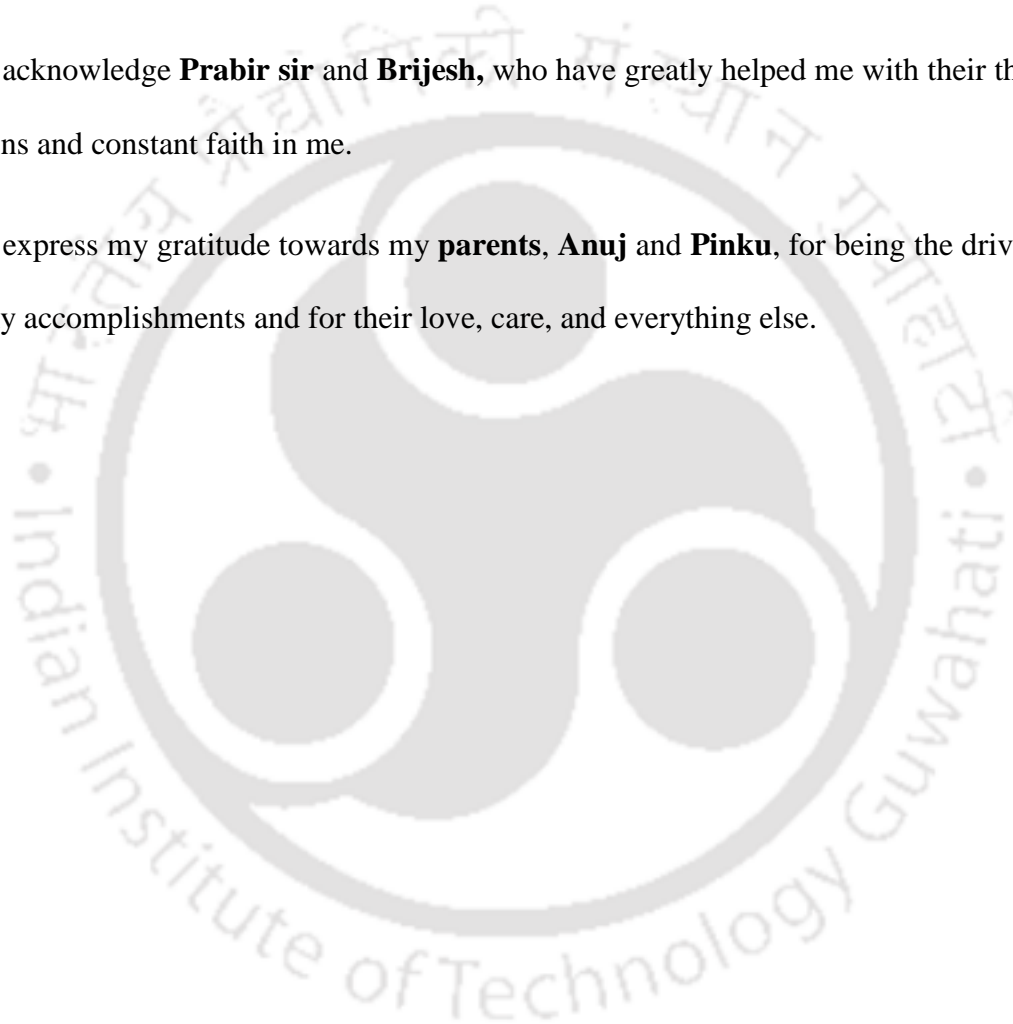 acknowledge Prabir sir and Brijesh, who have greatly helped me with their th
ns and constant faith in me.
express my gratitude towards my parents, Anuj and Pinku, for being the driv
y accomplishments and for their love, care, and everything else.
भारतीय प्रौद्योगिकी संस्थान गुवाहाटी
• Indian Institute of Technology Guwahati •